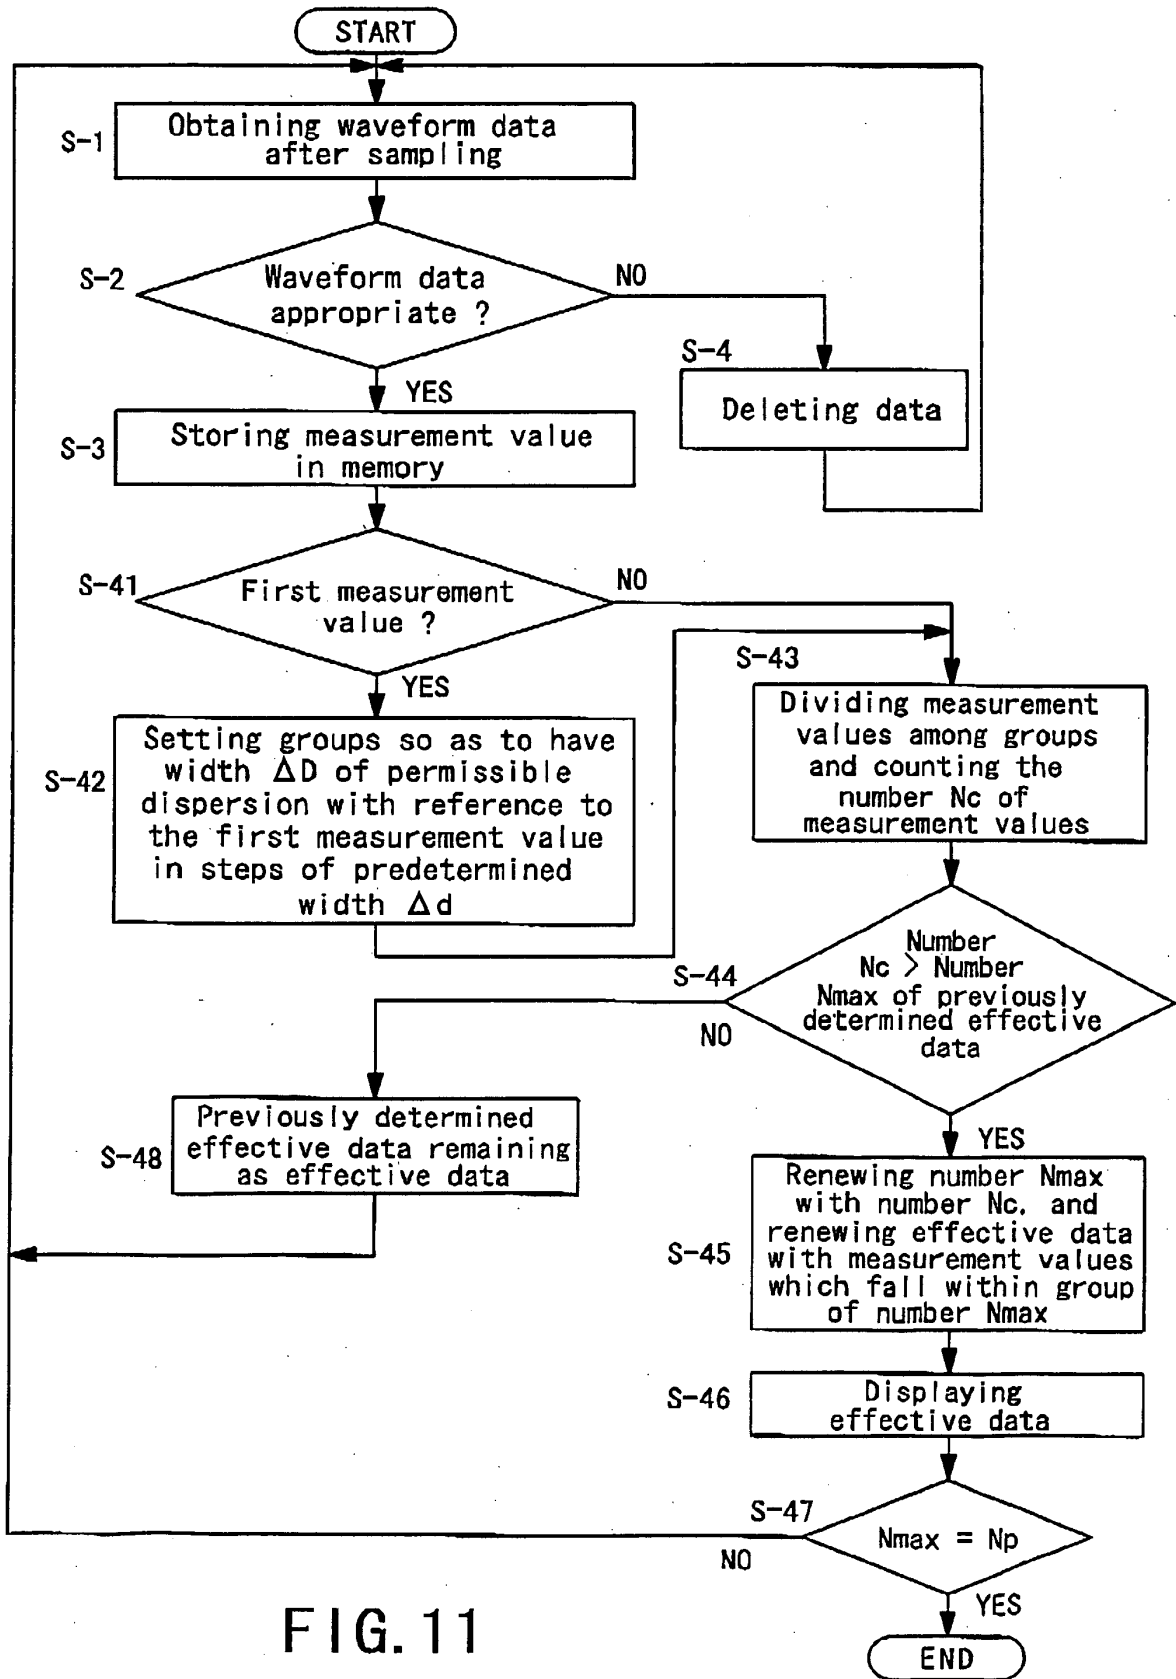 START
S-1
Obtaining waveform data
after sampling
S-2
Waveform data
appropriate ?
NO
YES
S-4
Deleting data
S-3
Storing measurement value
in memory
S-41
First measurement
value ?
NO
YES
S-42
Setting groups so as to have
width ΔD of permissible
dispersion with reference to
the first measurement value
in steps of predetermined
width Δd
S-43
Dividing measurement
values among groups
and counting the
number Nc of
measurement values
S-44
Number
Nc > Number
Nmax of previously
determined effective
data
NO
YES
S-48
Previously determined
effective data remaining
as effective data
S-45
Renewing number Nmax
with number Nc. and
renewing effective data
with measurement values
which fall within group
of number Nmax
S-46
Displaying
effective data
S-47
Nmax = Np
NO
YES
END
FIG. 11